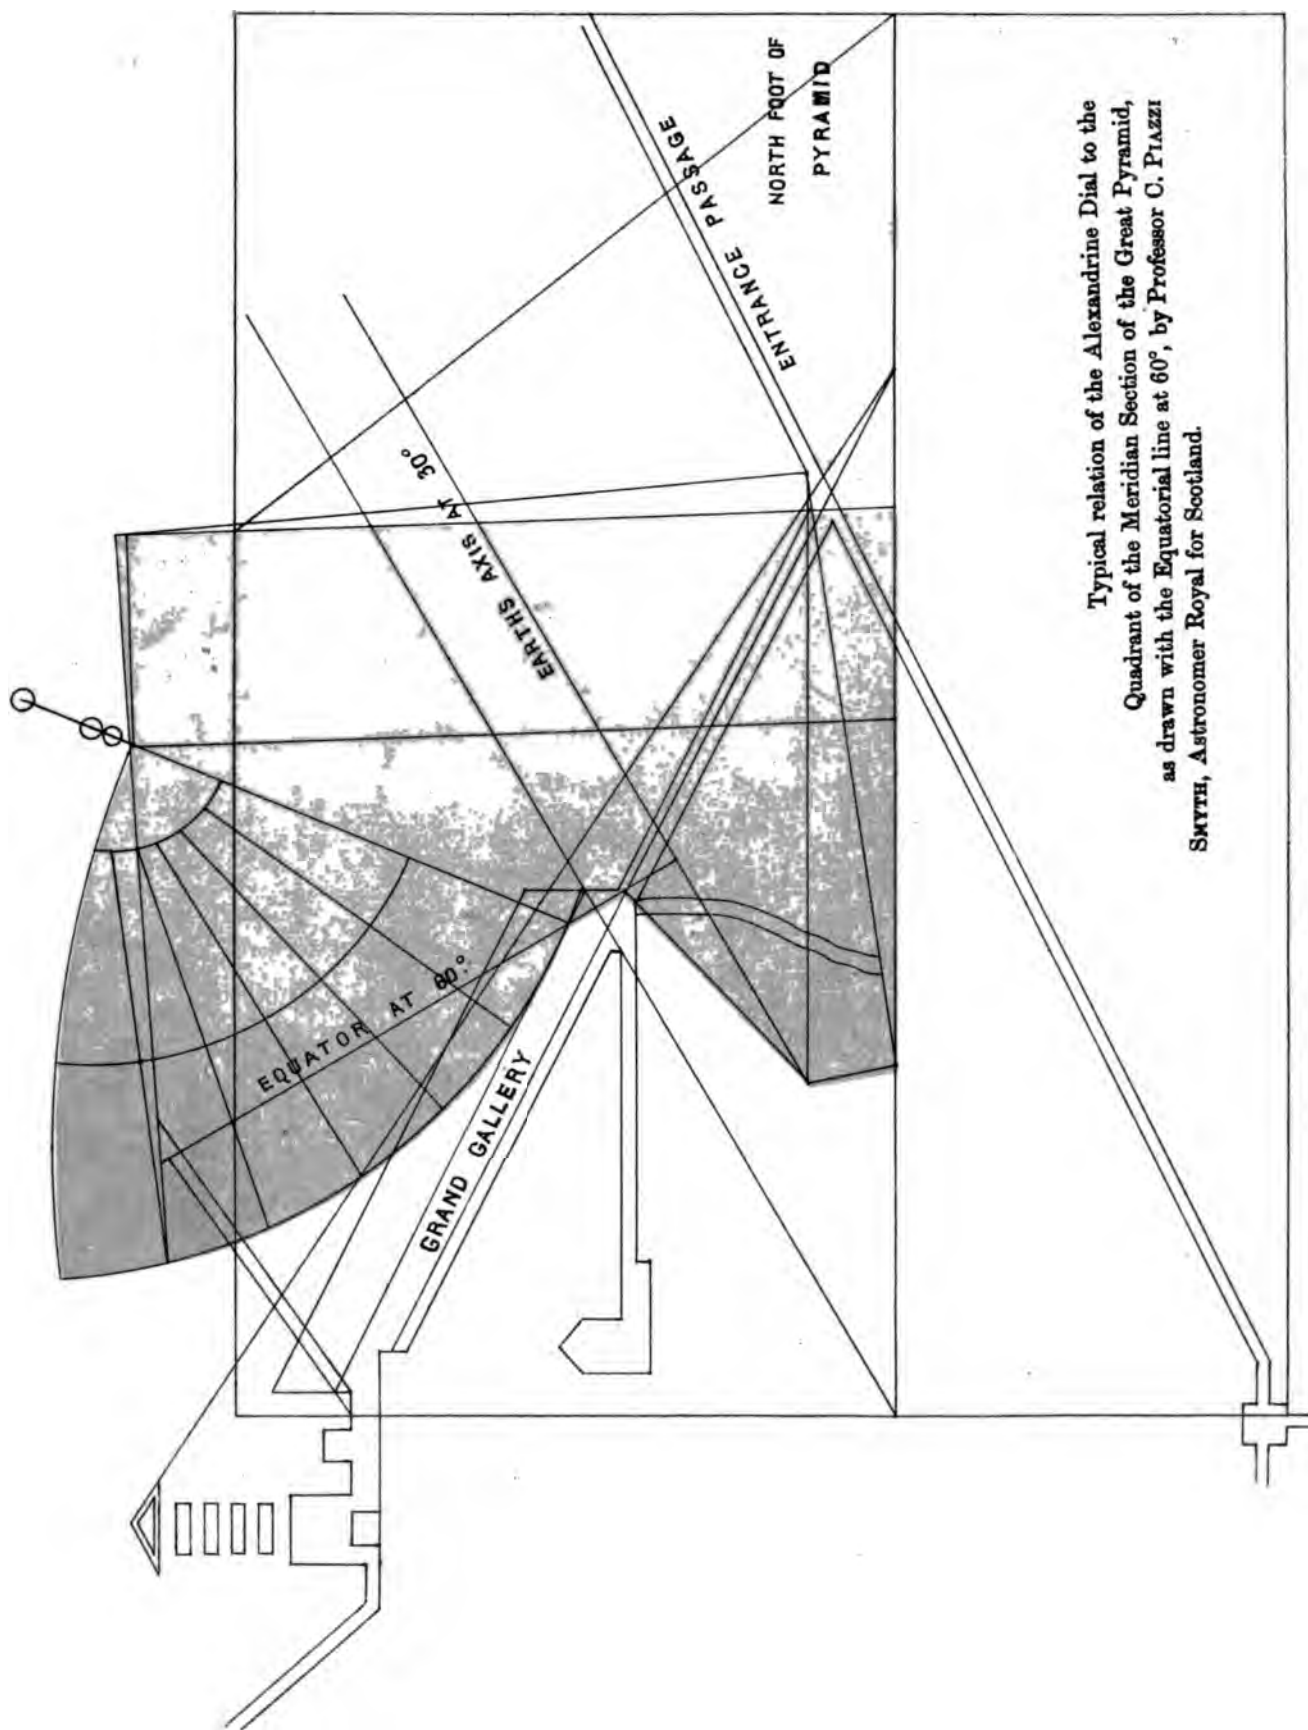 NORTH FOOT OF
PYRAMID
ENTRANCE PASSAGE
EARTHS AXIS AT 30°
EQUATOR AT 60°.
GRAND GALLERY
Typical relation of the Alexandrine Dial to the
Quadrant of the Meridian Section of the Great Pyramid,
as drawn with the Equatorial line at 60°, by Professor C. PIAZZI
SMYTH, Astronomer Royal for Scotland.